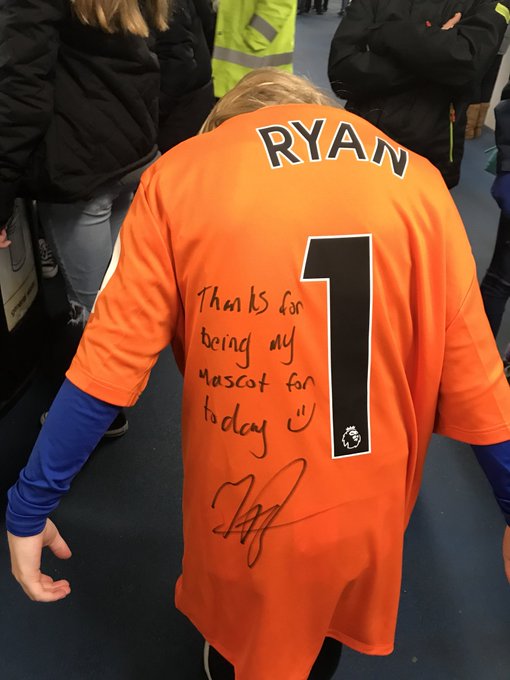 RYAN
1
Thanks for
being my
mascot for
today :)